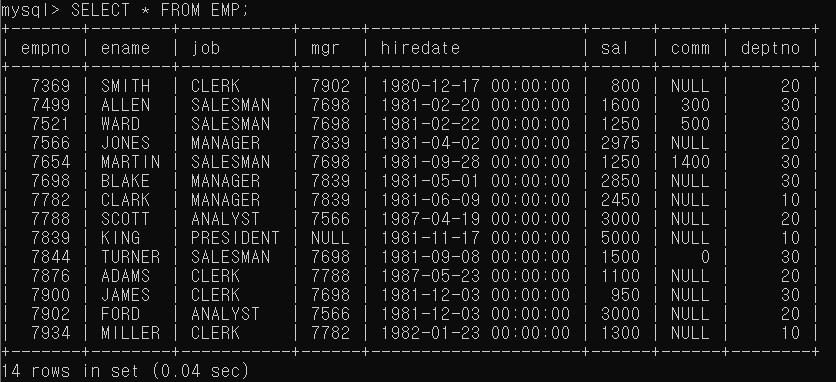 mysql> SELECT * FROM EMP;
+-------+--------+-----------+------+---------------------+------+------+--------+
| empno | ename  | job       | mgr  | hiredate            | sal  | comm | deptno |
+-------+--------+-----------+------+---------------------+------+------+--------+
|  7369 | SMITH  | CLERK     | 7902 | 1980-12-17 00:00:00 |  800 | NULL |     20 |
|  7499 | ALLEN  | SALESMAN  | 7698 | 1981-02-20 00:00:00 | 1600 |  300 |     30 |
|  7521 | WARD   | SALESMAN  | 7698 | 1981-02-22 00:00:00 | 1250 |  500 |     30 |
|  7566 | JONES  | MANAGER   | 7839 | 1981-04-02 00:00:00 | 2975 | NULL |     20 |
|  7654 | MARTIN | SALESMAN  | 7698 | 1981-09-28 00:00:00 | 1250 | 1400 |     30 |
|  7698 | BLAKE  | MANAGER   | 7839 | 1981-05-01 00:00:00 | 2850 | NULL |     30 |
|  7782 | CLARK  | MANAGER   | 7839 | 1981-06-09 00:00:00 | 2450 | NULL |     10 |
|  7788 | SCOTT  | ANALYST   | 7566 | 1987-04-19 00:00:00 | 3000 | NULL |     20 |
|  7839 | KING   | PRESIDENT | NULL | 1981-11-17 00:00:00 | 5000 | NULL |     10 |
|  7844 | TURNER | SALESMAN  | 7698 | 1981-09-08 00:00:00 | 1500 |    0 |     30 |
|  7876 | ADAMS  | CLERK     | 7788 | 1987-05-23 00:00:00 | 1100 | NULL |     20 |
|  7900 | JAMES  | CLERK     | 7698 | 1981-12-03 00:00:00 |  950 | NULL |     30 |
|  7902 | FORD   | ANALYST   | 7566 | 1981-12-03 00:00:00 | 3000 | NULL |     20 |
|  7934 | MILLER | CLERK     | 7782 | 1982-01-23 00:00:00 | 1300 | NULL |     10 |
+-------+--------+-----------+------+---------------------+------+------+--------+
14 rows in set (0.04 sec)